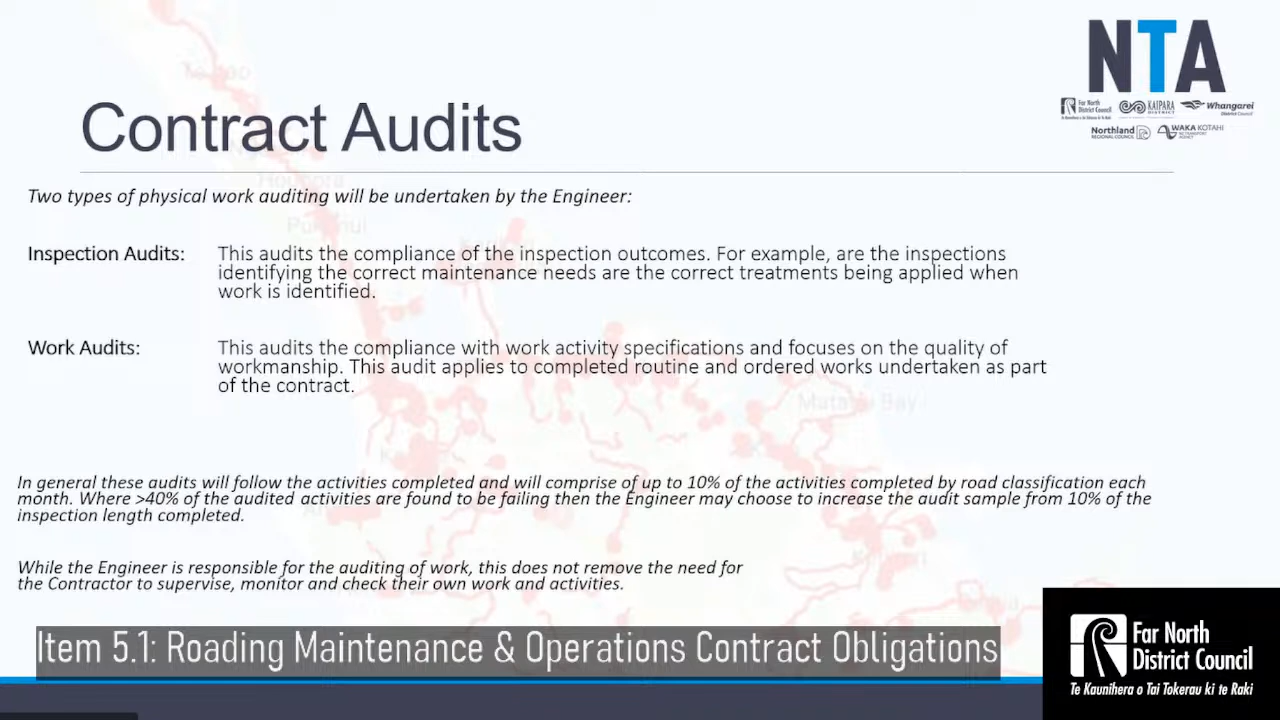 NTA
Far North
District Council
KAIPARA
DISTRICT
Whangarei
District Council
Northland
REGIONAL COUNCIL
WAKA KOTAHI
NZ TRANSPORT
AGENCY
Contract Audits
Two types of physical work auditing will be undertaken by the Engineer:
Inspection Audits: This audits the compliance of the inspection outcomes. For example, are the inspections
identifying the correct maintenance needs are the correct treatments being applied when
work is identified.
Work Audits: This audits the compliance with work activity specifications and focuses on the quality of
workmanship. This audit applies to completed routine and ordered works undertaken as part
of the contract.
In general these audits will follow the activities completed and will comprise of up to 10% of the activities completed by road classification each
month. Where >40% of the audited activities are found to be failing then the Engineer may choose to increase the audit sample from 10% of the
inspection length completed.
While the Engineer is responsible for the auditing of work, this does not remove the need for
the Contractor to supervise, monitor and check their own work and activities.
Item 5.1: Roading Maintenance & Operations Contract Obligations
Far North
District Council
Te Kaunihera o Tai Tokerau ki te Raki